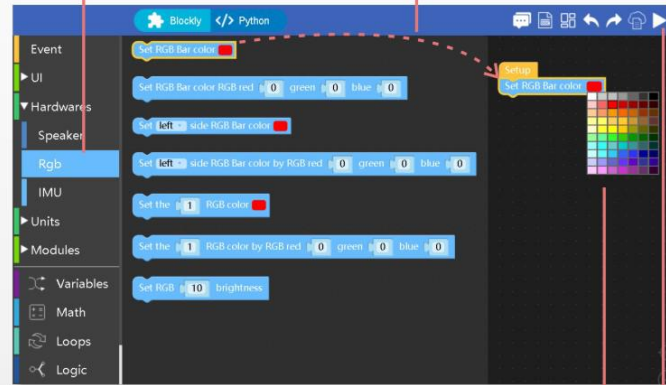 Blockly </> Python
Event
UI
Hardwares
Speaker
Rgb
IMU
Units
Modules
Variables
Math
Loops
Logic
Set RGB Bar color
Set RGB Bar color RGB red 0 green 0 blue 0
Set left side RGB Bar color
Set left side RGB Bar color by RGB red 0 green 0 blue 0
Set the 1 RGB color
Set the 1 RGB color by RGB red 0 green 0 blue 0
Set RGB 10 brightness
Setup
Set RGB Bar color